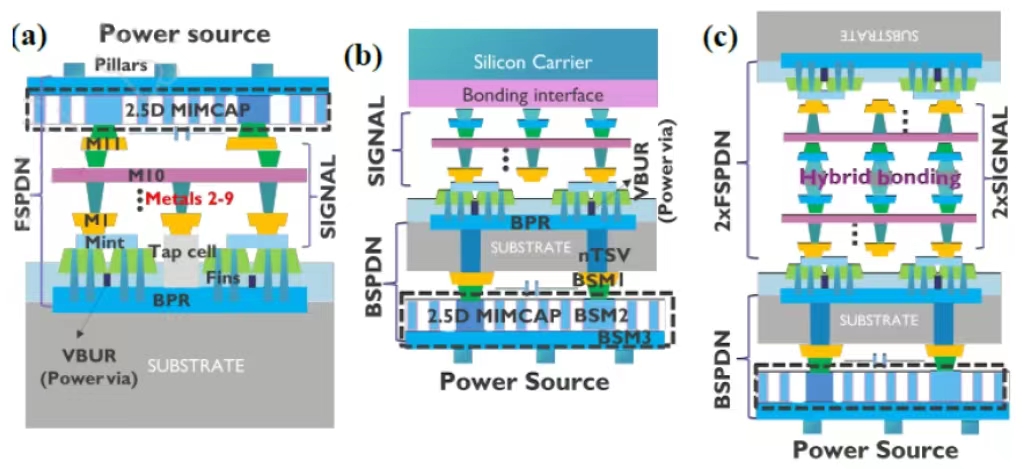 (a)
Power source
Pillars
2.5D MIMCAP
M11
M10
Metals 2-9
M1
Mint
Tap cell
Fins
BPR
VBUR
(Power via)
SUBSTRATE
FSPDN
SIGNAL
(b)
Silicon Carrier
Bonding interface
SIGNAL
VBUR
(Power via)
BPR
SUBSTRATE
nTSV
BSM1
2.5D MIMCAP
BSM2
BSM3
BSPDN
Power Source
(c)
SUBSTRATE
2xFSPDN
Hybrid bonding
2xSIGNAL
SUBSTRATE
BSPDN
Power Source